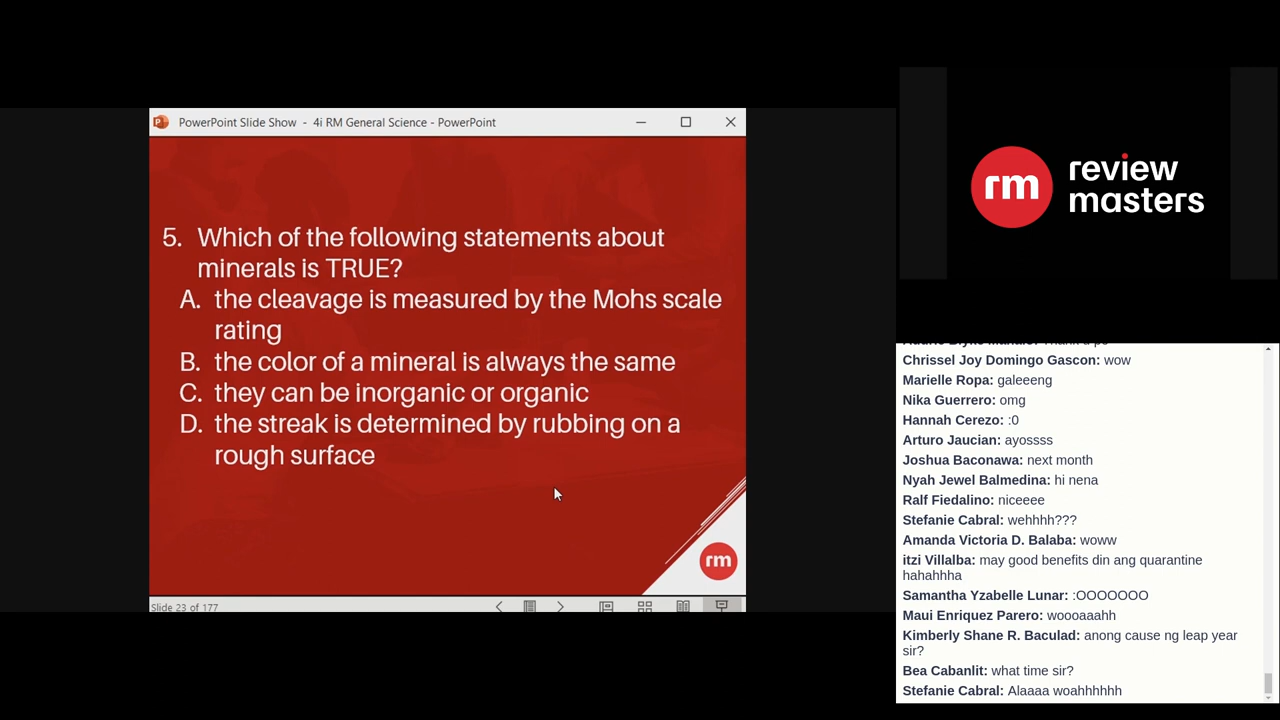 PowerPoint Slide Show - 4i RM General Science - PowerPoint
5. Which of the following statements about
minerals is TRUE?
A. the cleavage is measured by the Mohs scale
rating
B. the color of a mineral is always the same
C. they can be inorganic or organic
D. the streak is determined by rubbing on a
rough surface
rm
Slide 23 of 177
rm review
masters
Chrissel Joy Domingo Gascon: wow
Marielle Ropa: galeeeng
Nika Guerrero: omg
Hannah Cerezo: :0
Arturo Jaucian: ayossss
Joshua Baconawa: next month
Nyah Jewel Balmedina: hi nena
Ralf Fiedalino: niceeee
Stefanie Cabral: wehhhh???
Amanda Victoria D. Balaba: woww
itzi Villalba: may good benefits din ang quarantine
hahahhha
Samantha Yzabelle Lunar: :OOOOOOO
Maui Enriquez Parero: woooaaahh
Kimberly Shane R. Baculad: anong cause ng leap year
sir?
Bea Cabanlit: what time sir?
Stefanie Cabral: Alaaaa woahhhhhh